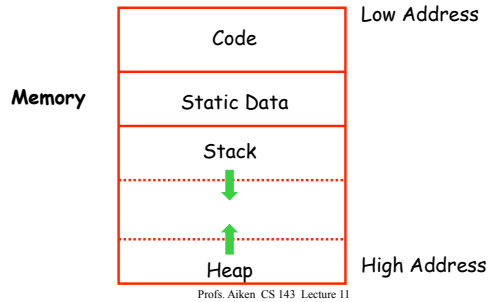 Low Address
Code
Memory
Static Data
Stack
Heap
High Address
Profs. Aiken CS 143 Lecture 11